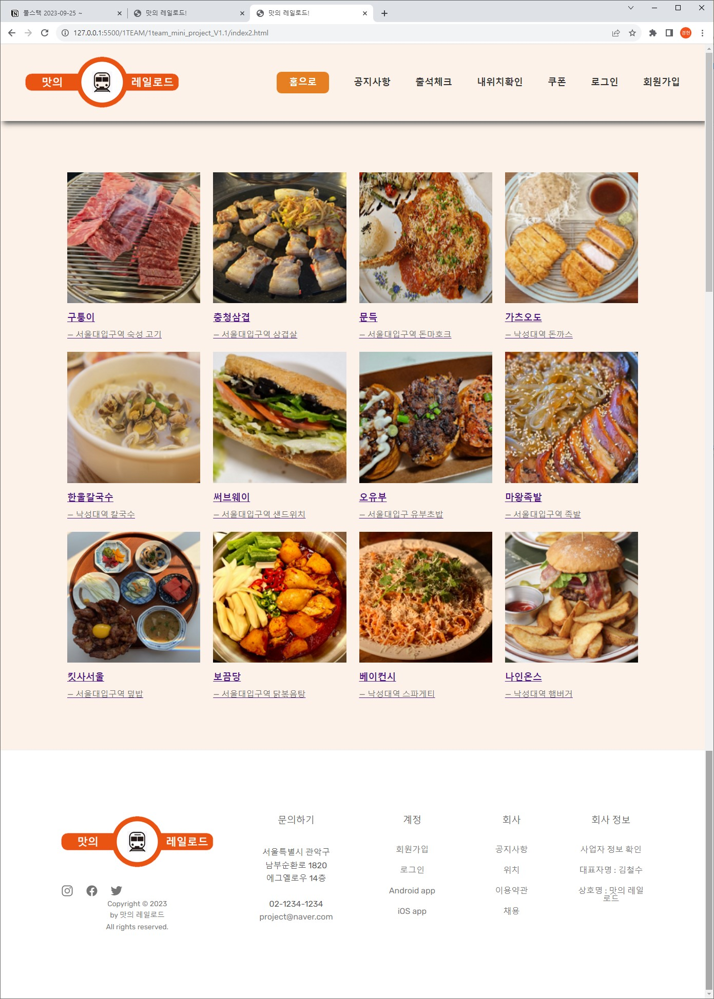 풀스택 2023-09-25 ~
맛의 레일로드!
맛의 레일로드!
127.0.0.1:5500/1TEAM/1team_mini_project_V1.1/index2.html
경현
맛의 레일로드
홈으로 공지사항 출석체크 내위치확인 쿠폰 로그인 회원가입
구퉁이 충청삼겹 문득 가츠오도
– 서울대입구역 숙성 고기 – 서울대입구역 삼겹살 – 서울대입구역 돈마호크 – 낙성대역 돈까스
한울칼국수 써브웨이 오유부 마왕족발
– 낙성대역 칼국수 – 서울대입구역 샌드위치 – 서울대입구 유부초밥 – 서울대입구역 족발
킷사서울 보끔당 베이컨시 나인온스
– 서울대입구역 덮밥 – 서울대입구역 닭볶음탕 – 낙성대역 스파게티 – 낙성대역 햄버거
맛의 레일로드
Copyright © 2023
by 맛의 레일로드
All rights reserved.
문의하기
서울특별시 관악구
남부순환로 1820
에그옐로우 14층
02-1234-1234
project@naver.com
계정
회원가입
로그인
Android app
iOS app
회사
공지사항
위치
이용약관
채용
회사 정보
사업자 정보 확인
대표자명 : 김철수
상호명 : 맛의 레일
로드